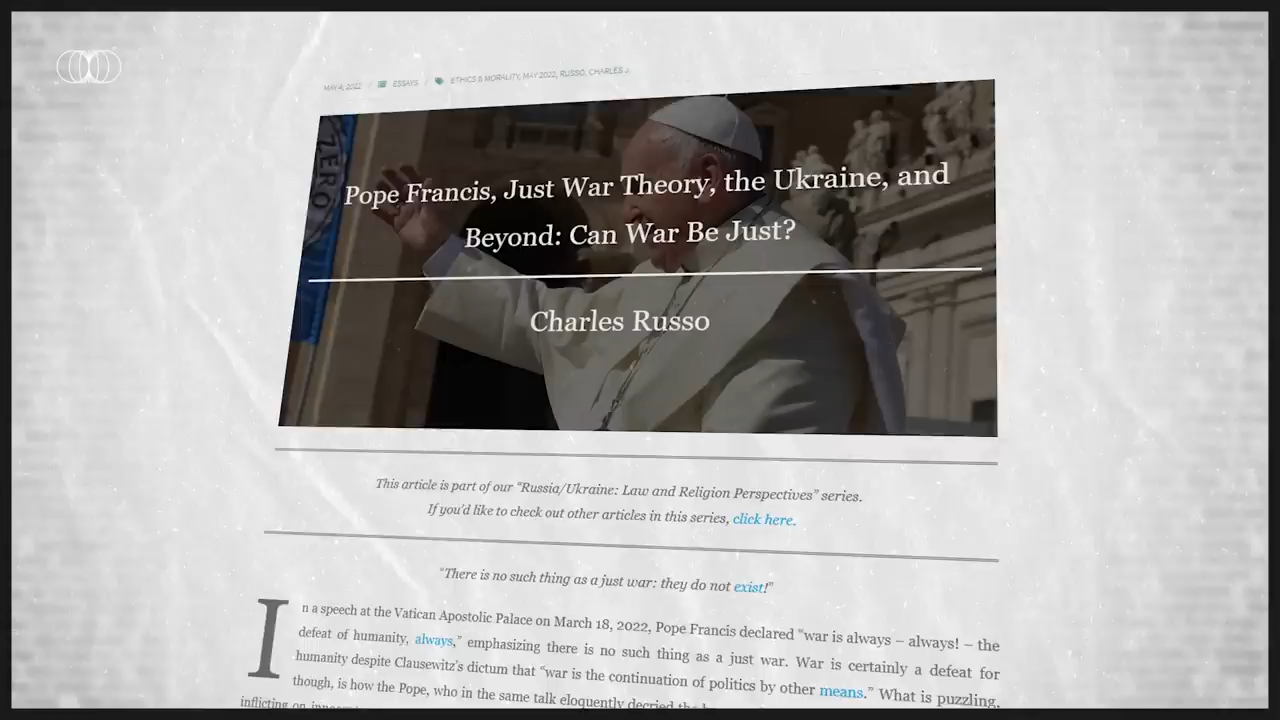 MAY 4, 2022 / ESSAYS / ETHICS & MORALITY, MAY 2022, RUSSO, CHARLES J
ZERO
Pope Francis, Just War Theory, the Ukraine, and
Beyond: Can War Be Just?
Charles Russo
This article is part of our “Russia/Ukraine: Law and Religion Perspectives” series.
If you’d like to check out other articles in this series, click here.
“There is no such thing as a just war: they do not exist!”
In a speech at the Vatican Apostolic Palace on March 18, 2022, Pope Francis declared “war is always – always! – the
defeat of humanity, always,” emphasizing there is no such thing as a just war. War is certainly a defeat for
humanity despite Clausewitz’s dictum that “war is the continuation of politics by other means.” What is puzzling,
though, is how the Pope, who in the same talk eloquently decried the
inflicting on